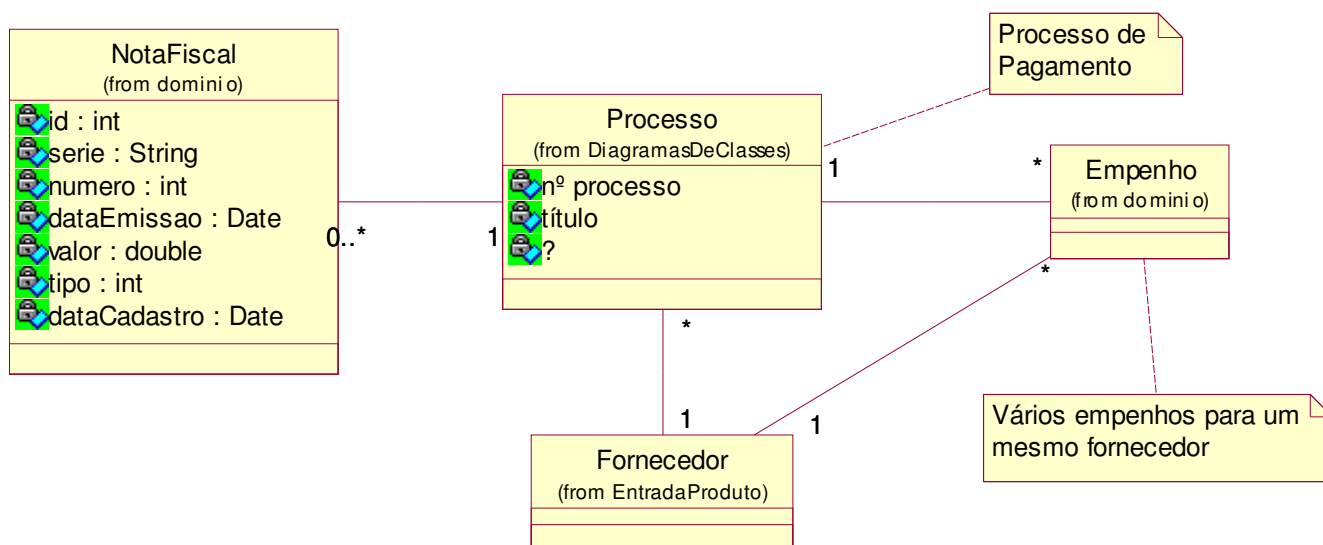 NotaFiscal
(from dominio)
id : int
serie : String
numero : int
dataEmissao : Date
valor : double
tipo : int
dataCadastro : Date
0..*
1
Processo
(from DiagramasDeClasses)
nº processo
título
?
Processo de
Pagamento
1
*
Empenho
(from dominio)
*
*
1
1
Fornecedor
(from EntradaProduto)
Vários empenhos para um
mesmo fornecedor